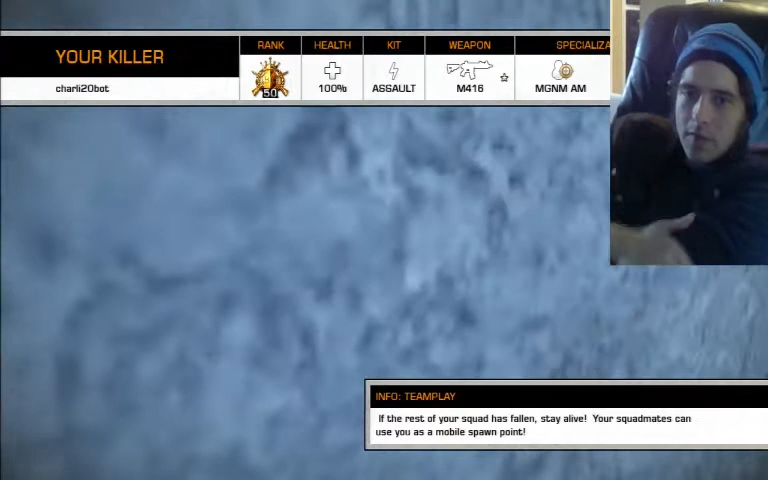 YOUR KILLER
RANK HEALTH KIT WEAPON SPECIALIZA
charli20bot 50 100% ASSAULT M416 MGNM AM
INFO: TEAMPLAY
If the rest of your squad has fallen, stay alive! Your squadmates can
use you as a mobile spawn point!